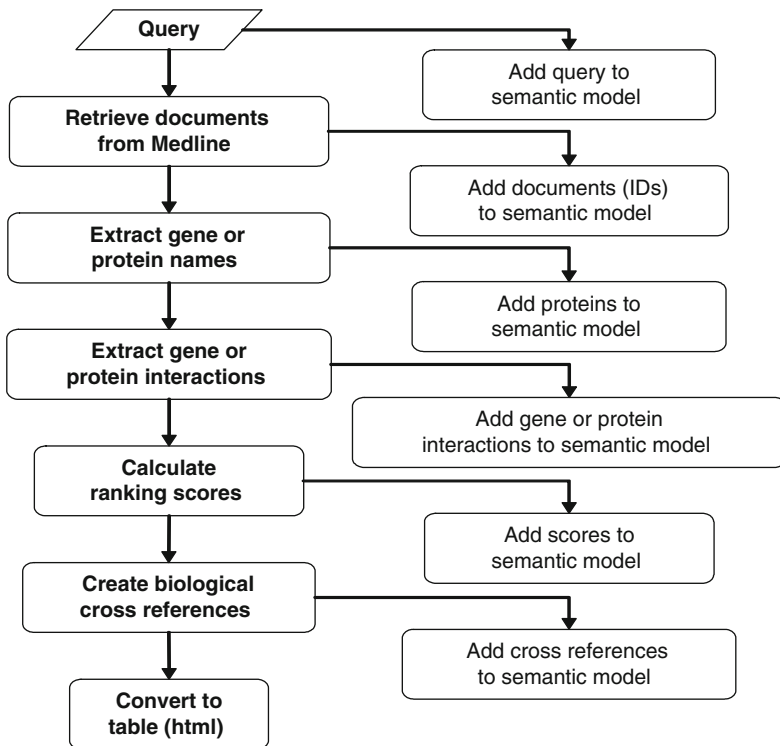 Query
Add query to
semantic model
Retrieve documents
from Medline
Add documents (IDs)
to semantic model
Extract gene or
protein names
Add proteins to
semantic model
Extract gene or
protein interactions
Add gene or protein
interactions to semantic model
Calculate
ranking scores
Add scores to
semantic model
Create biological
cross references
Add cross references
to semantic model
Convert to
table (html)